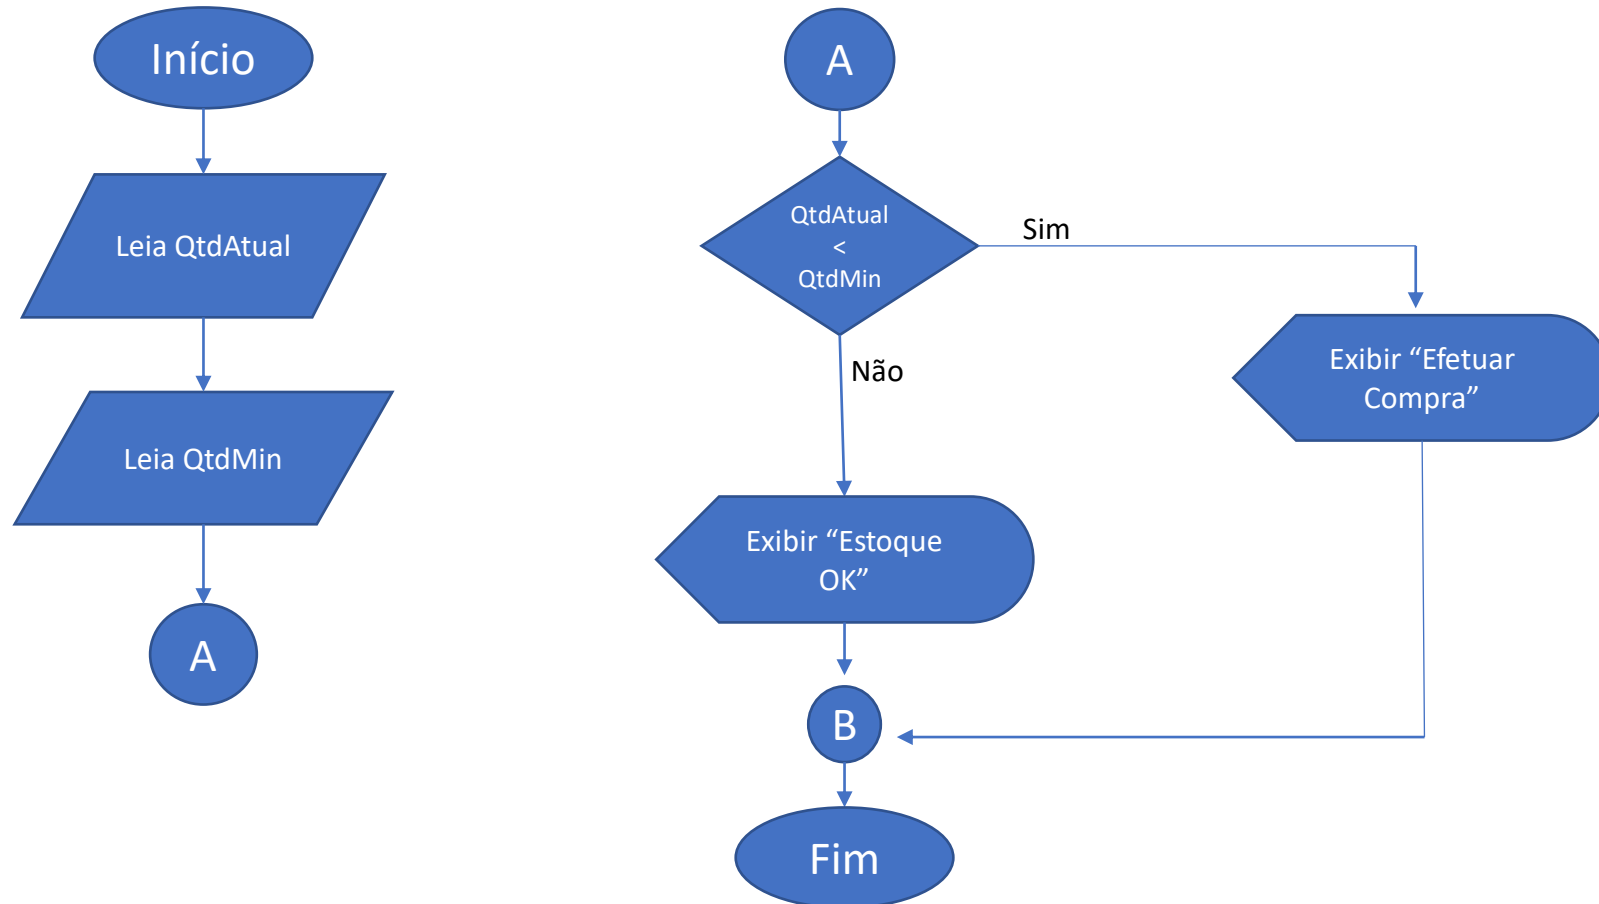 Início
Leia QtdAtual
Leia QtdMin
A
A
QtdAtual
<
QtdMin
Sim
Não
Exibir “Efetuar
Compra”
Exibir “Estoque
OK”
B
Fim